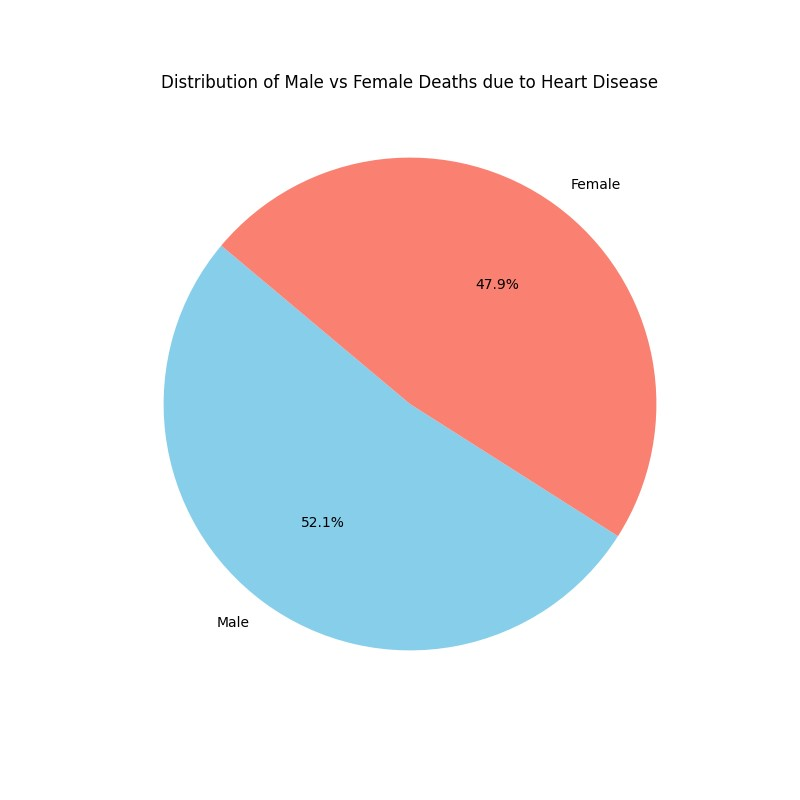 Distribution of Male vs Female Deaths due to Heart Disease
Female
47.9%
52.1%
Male